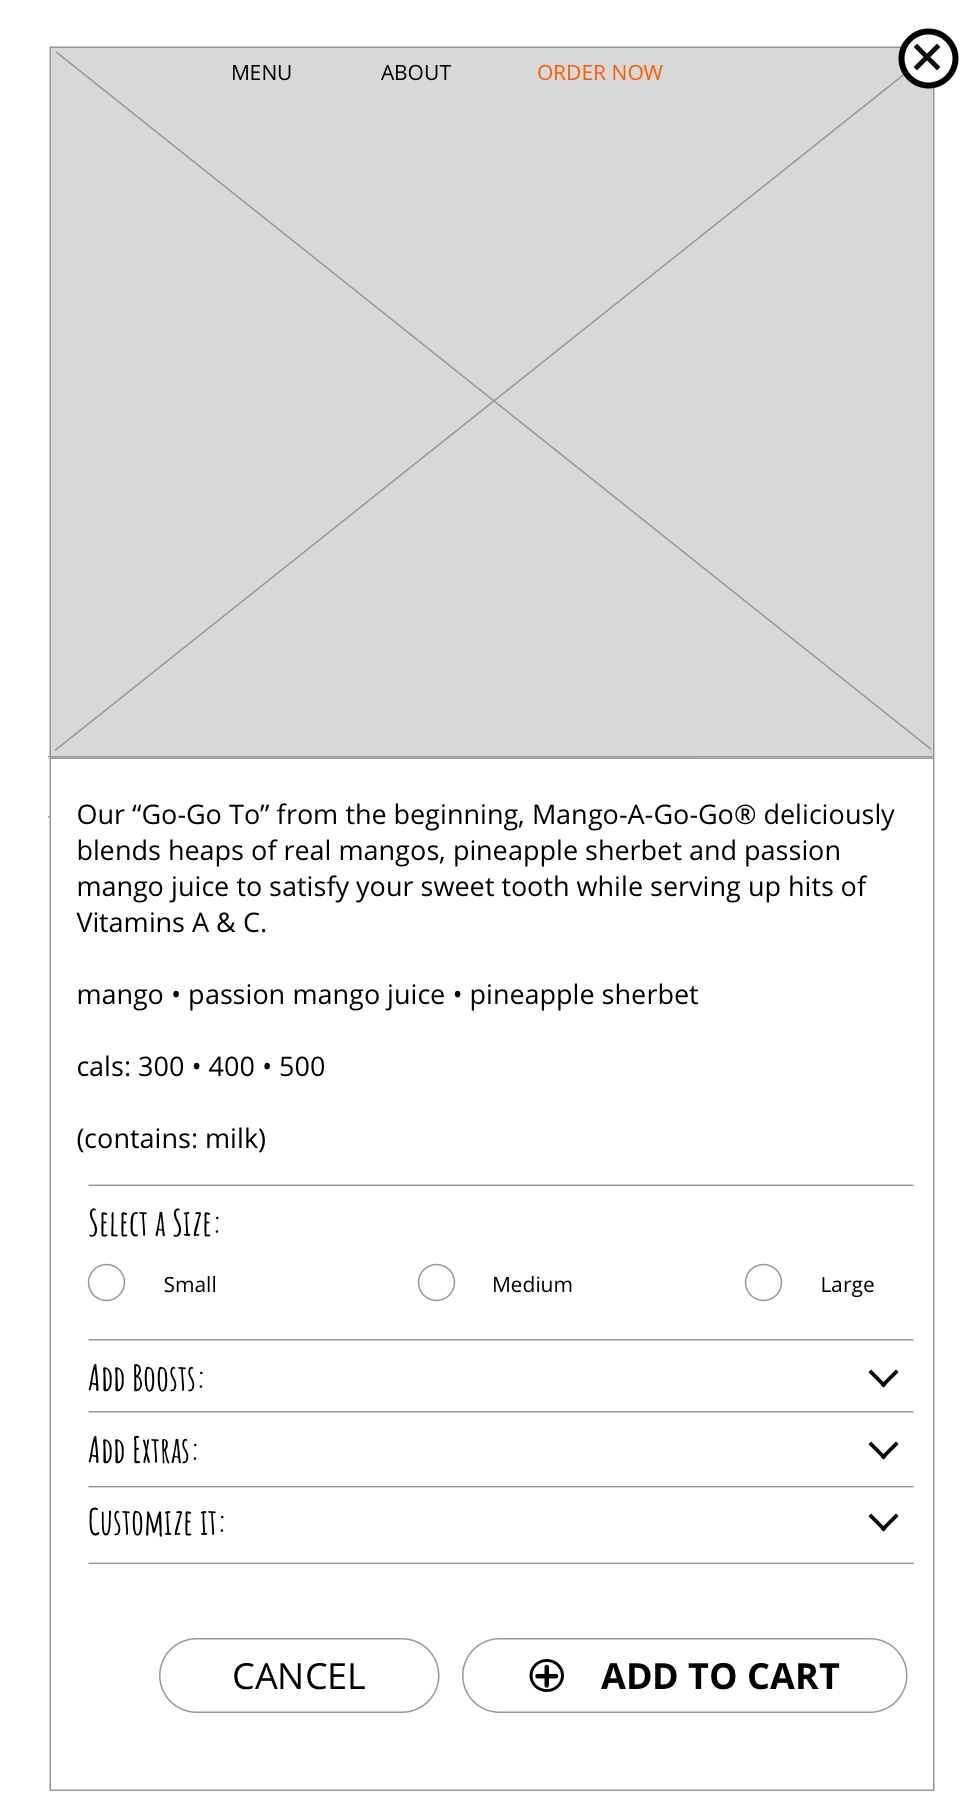 MENU ABOUT ORDER NOW
Our “Go-Go To” from the beginning, Mango-A-Go-Go® deliciously
blends heaps of real mangos, pineapple sherbet and passion
mango juice to satisfy your sweet tooth while serving up hits of
Vitamins A & C.
mango • passion mango juice • pineapple sherbet
cals: 300 • 400 • 500
(contains: milk)
Select a Size:
Small Medium Large
Add Boosts:
Add Extras:
Customize it:
CANCEL ADD TO CART